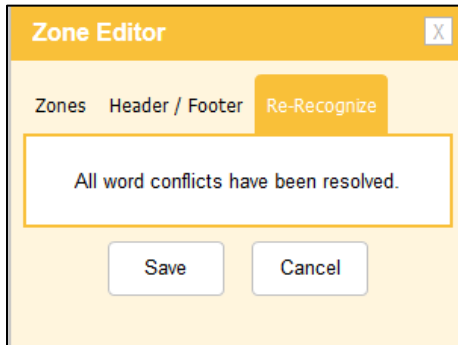 Zone Editor X
Zones Header / Footer Re-Recognize
All word conflicts have been resolved.
Save Cancel